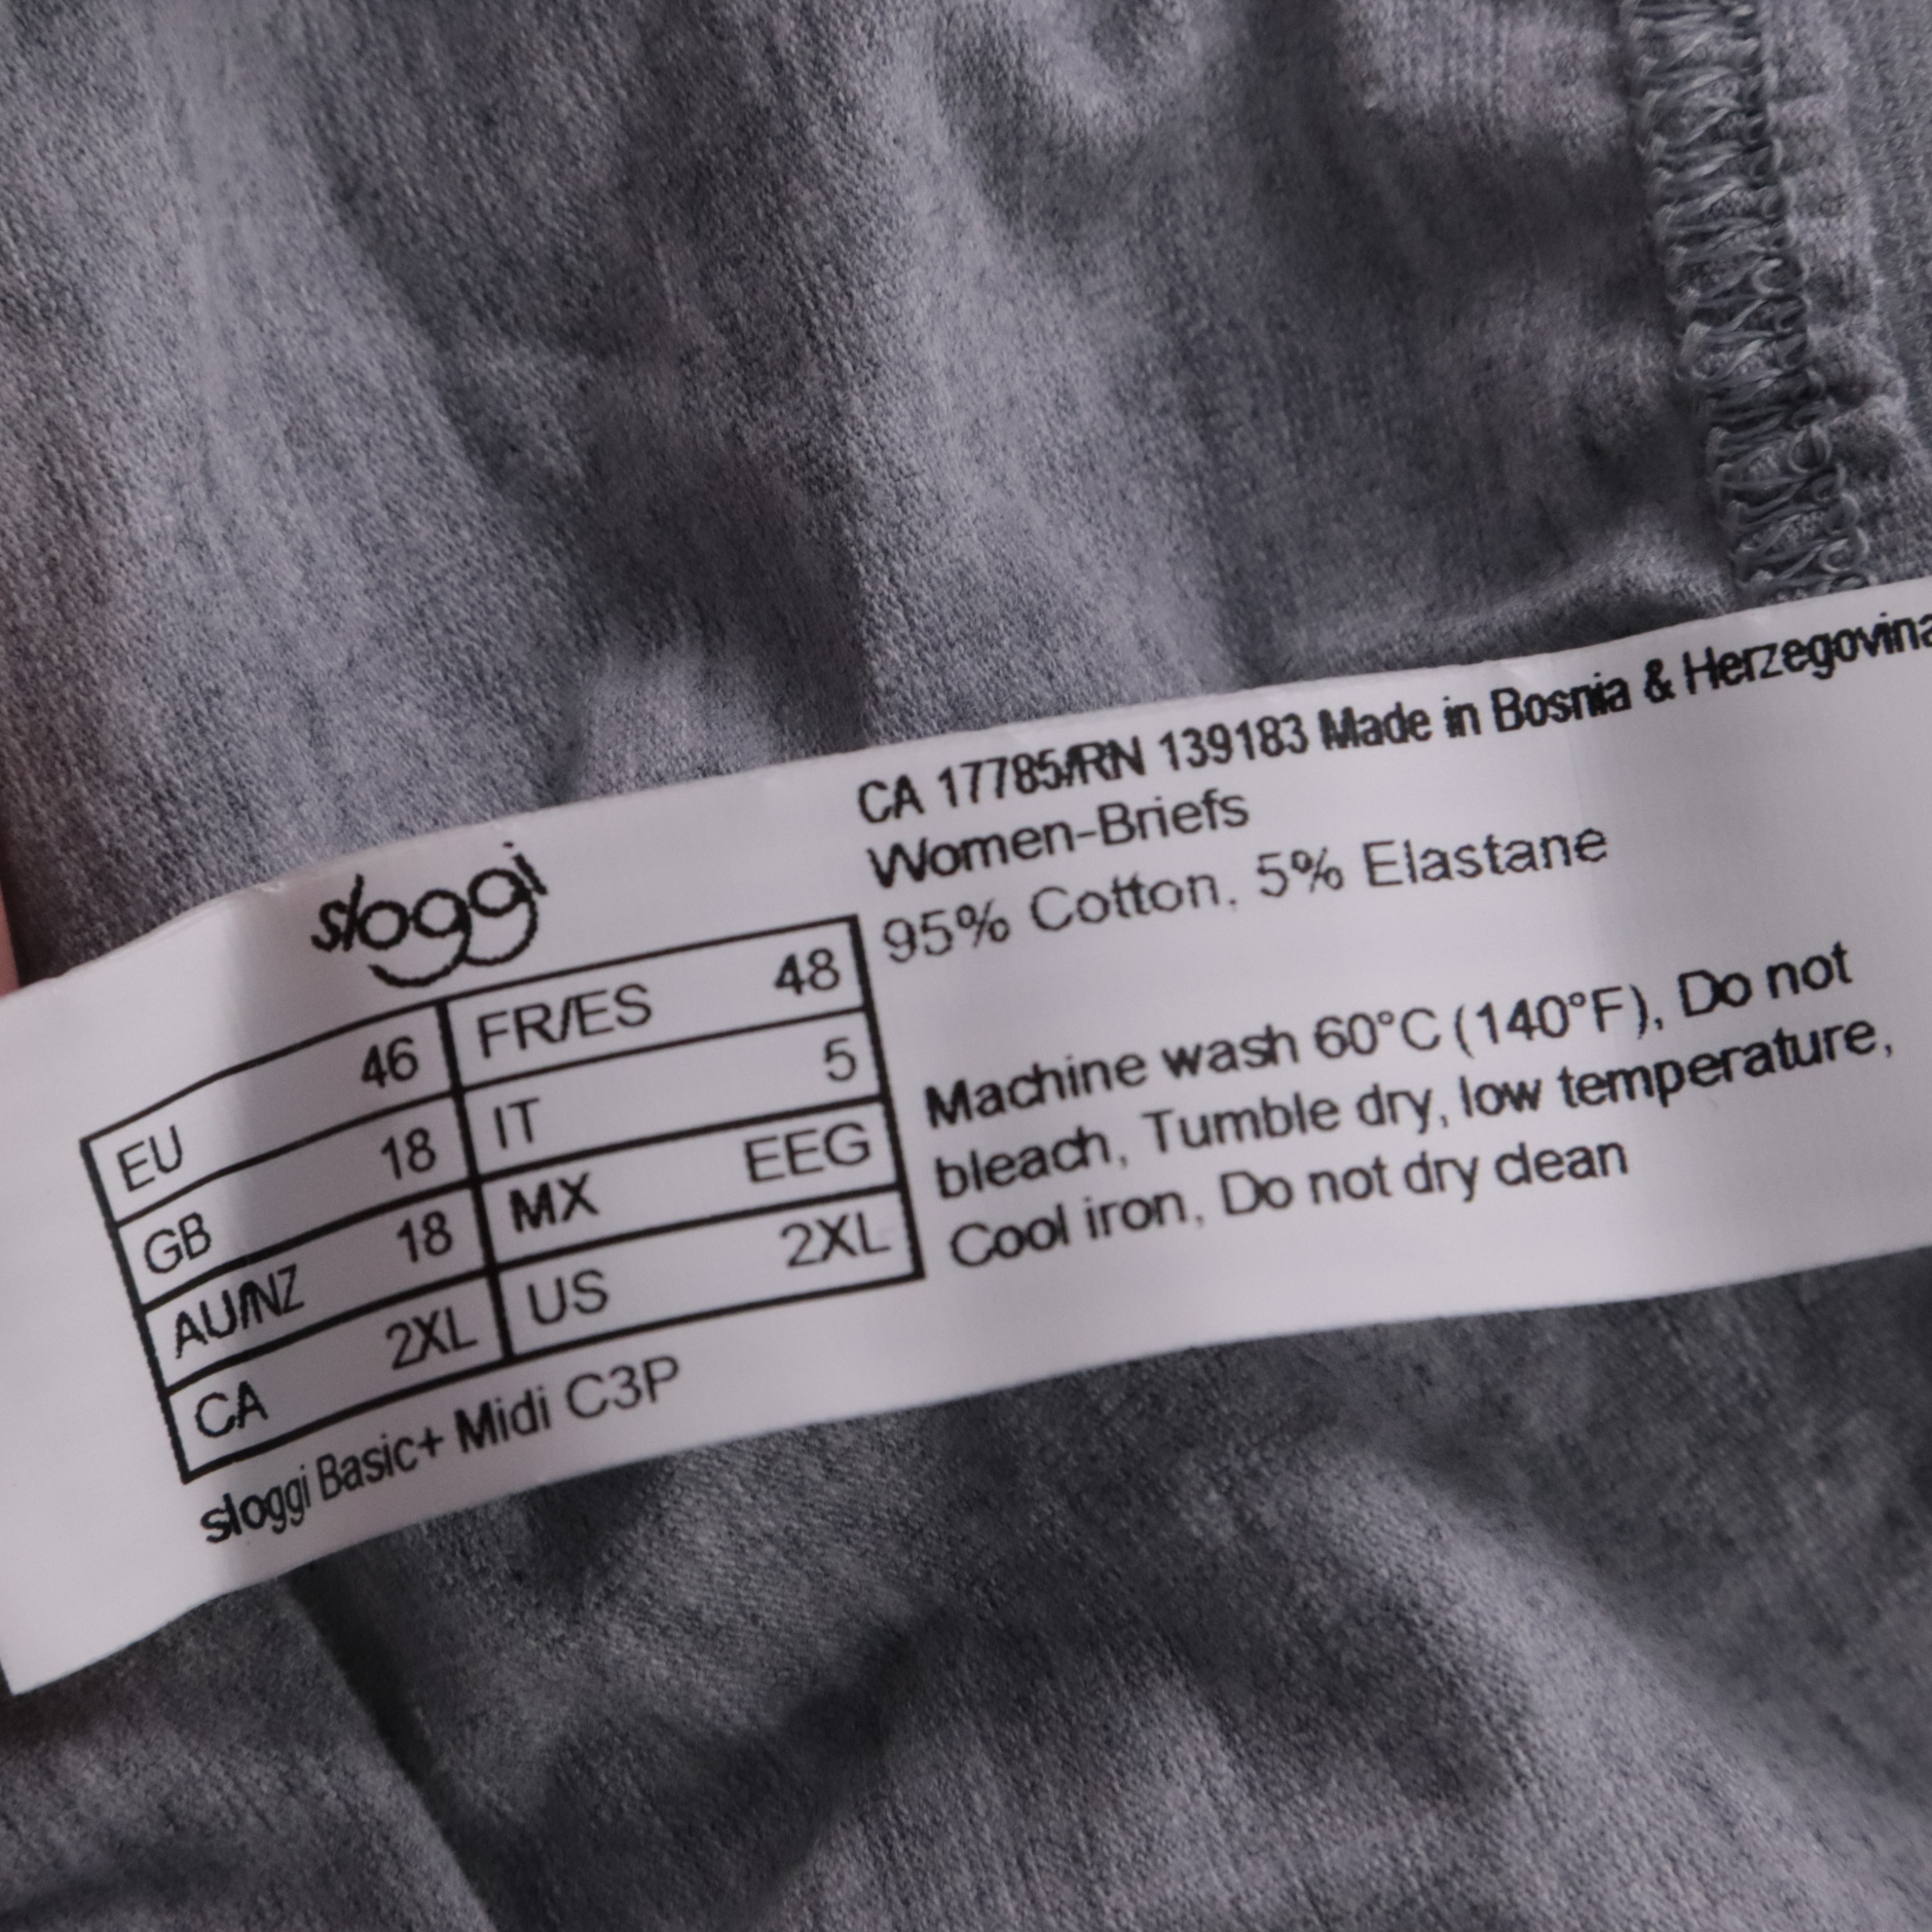 sloggi
EU 46 FR/ES 48
GB 18 IT 5
AU/NZ 18 MX EEG
CA 2XL US 2XL
sloggi Basic+ Midi C3P
CA 17785/RN 139183 Made in Bosnia & Herzegovina
Women-Briefs
95% Cotton, 5% Elastane
Machine wash 60°C (140°F), Do not
bleach, Tumble dry, low temperature,
Cool iron, Do not dry clean